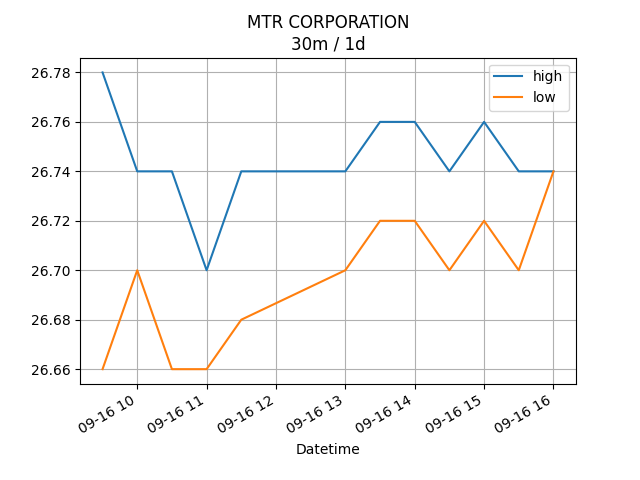 MTR CORPORATION
30m / 1d
high
low
26.78
26.76
26.74
26.72
26.70
26.68
26.66
09-16 10
09-16 11
09-16 12
09-16 13
09-16 14
09-16 15
09-16 16
Datetime